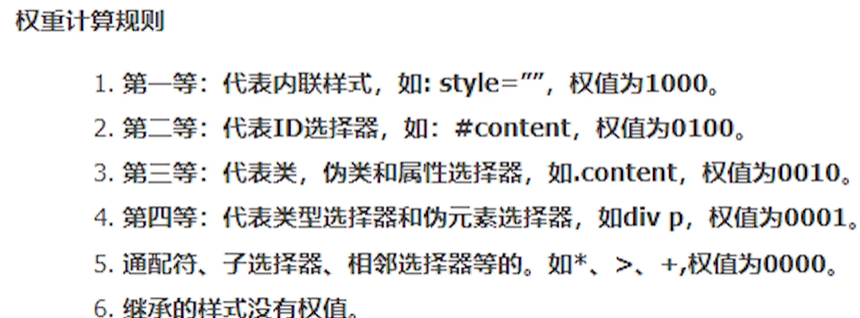 权重计算规则
1. 第一等：代表内联样式，如: style=””，权值为1000。
2. 第二等：代表ID选择器，如：#content，权值为0100。
3. 第三等：代表类，伪类和属性选择器，如.content，权值为0010。
4. 第四等：代表类型选择器和伪元素选择器，如div p，权值为0001。
5. 通配符、子选择器、相邻选择器等的。如*、>、+,权值为0000。
6. 继承的样式没有权值。